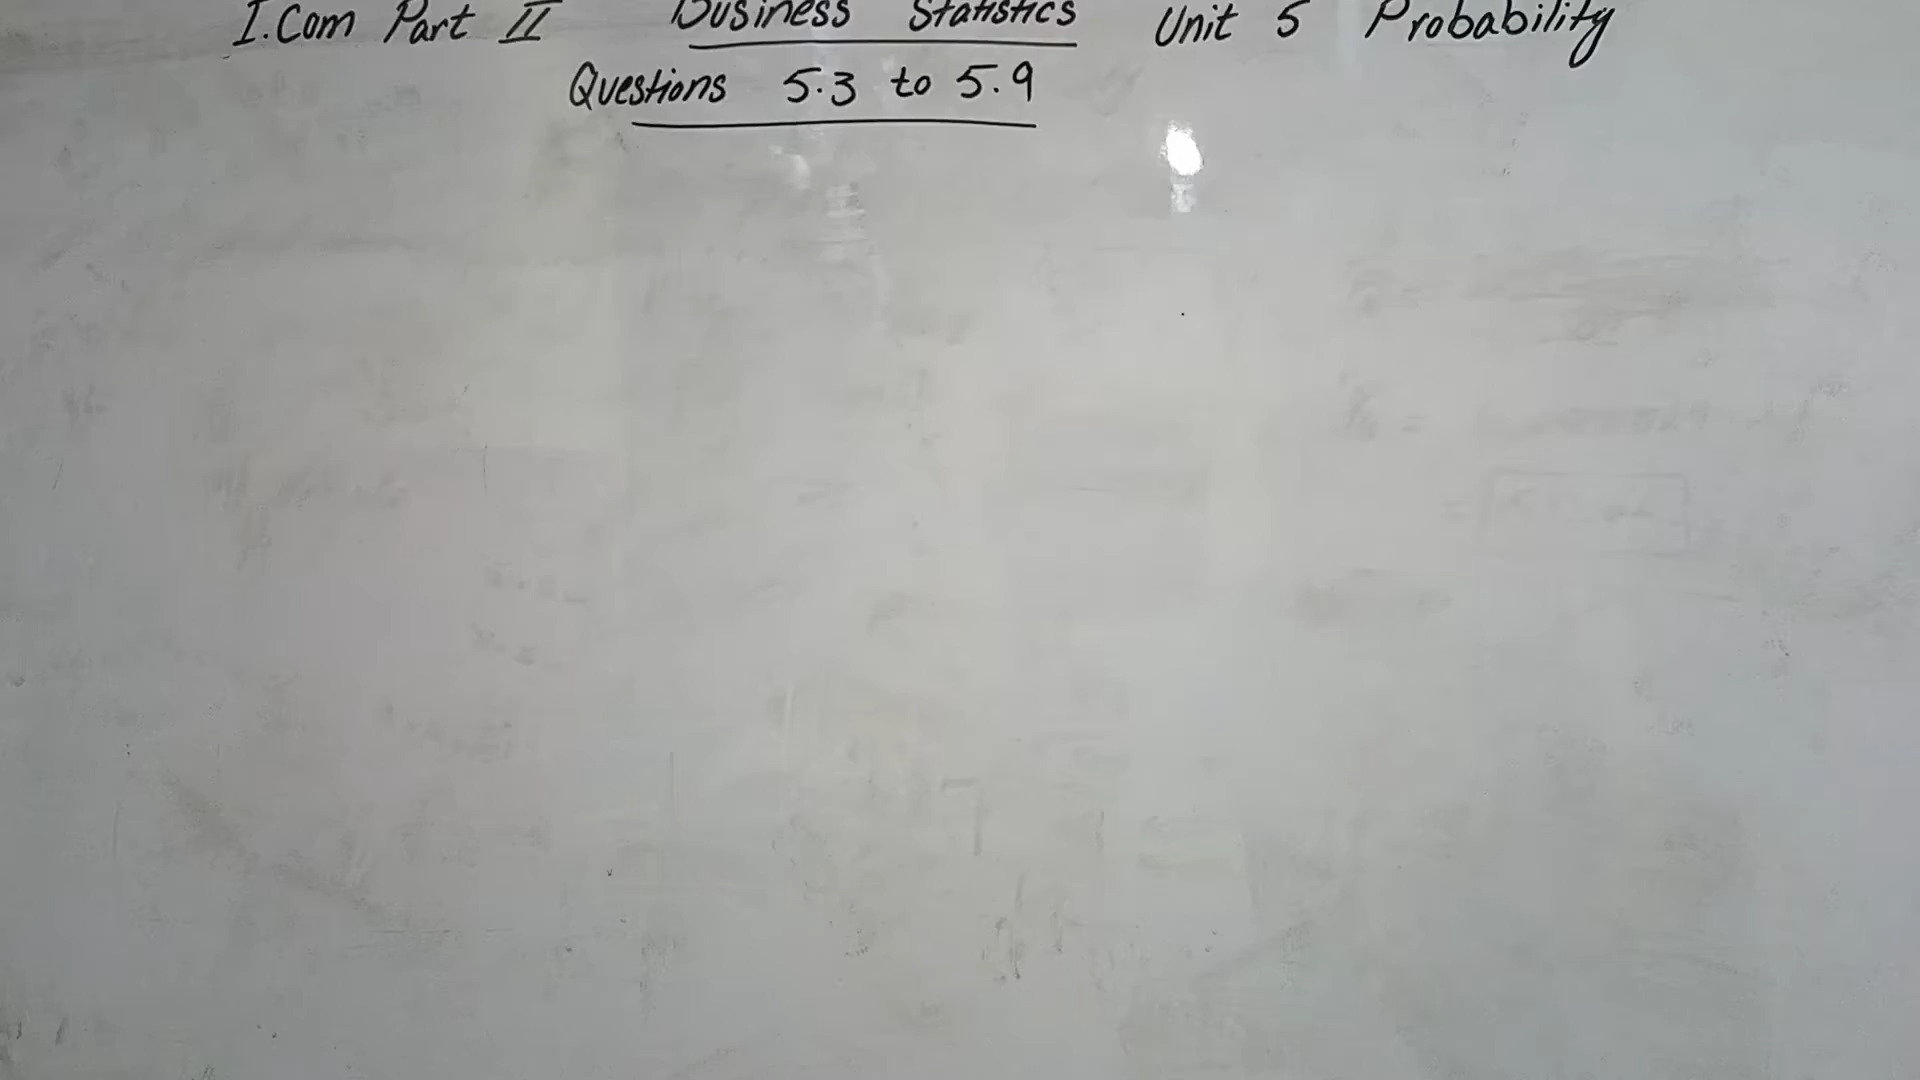 I.Com Part II Business Statistics Unit 5 Probability
Questions 5.3 to 5.9